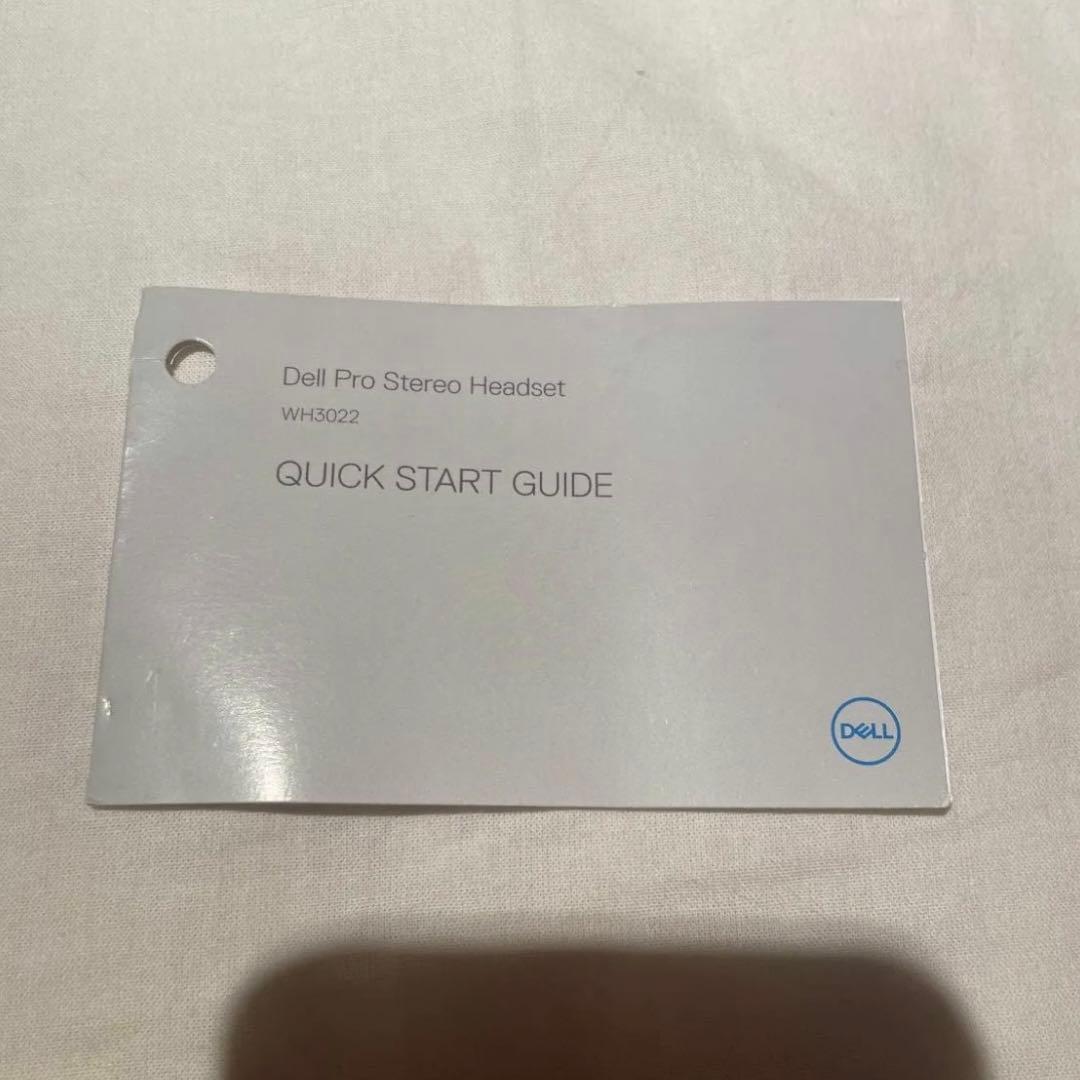 Dell Pro Stereo Headset
WH3022
QUICK START GUIDE
DELL